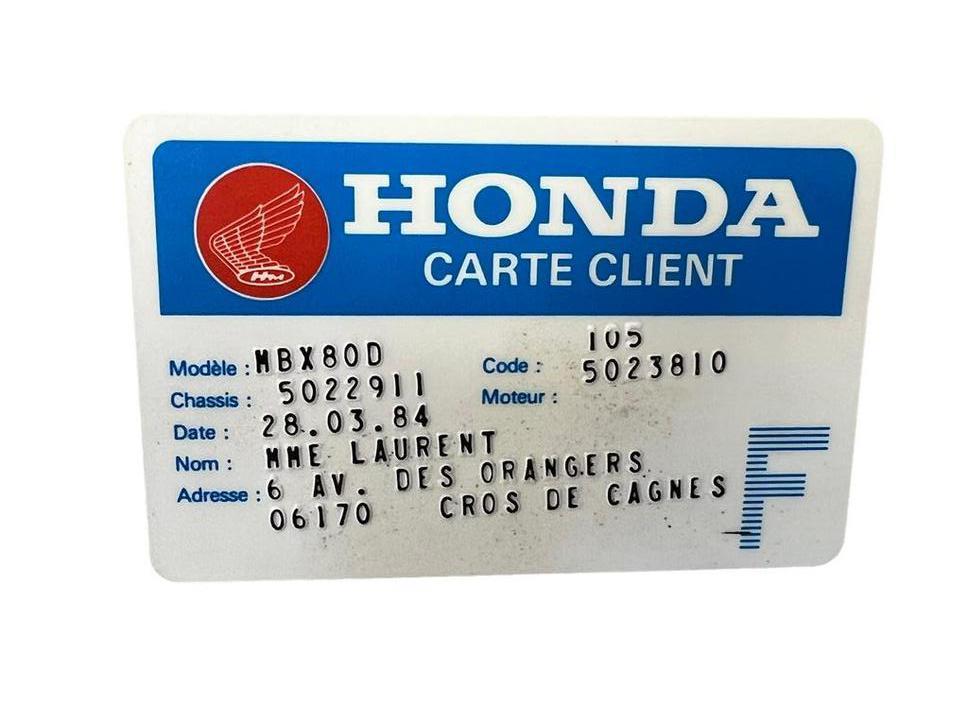 HONDA
CARTE CLIENT
HM
Modèle : MBX80D Code : 105
Chassis : 5022911 Moteur : 5023810
Date : 28.03.84
Nom : MME LAURENT
Adresse : 6 AV. DES ORANGERS
06170 CROS DE CAGNES
F